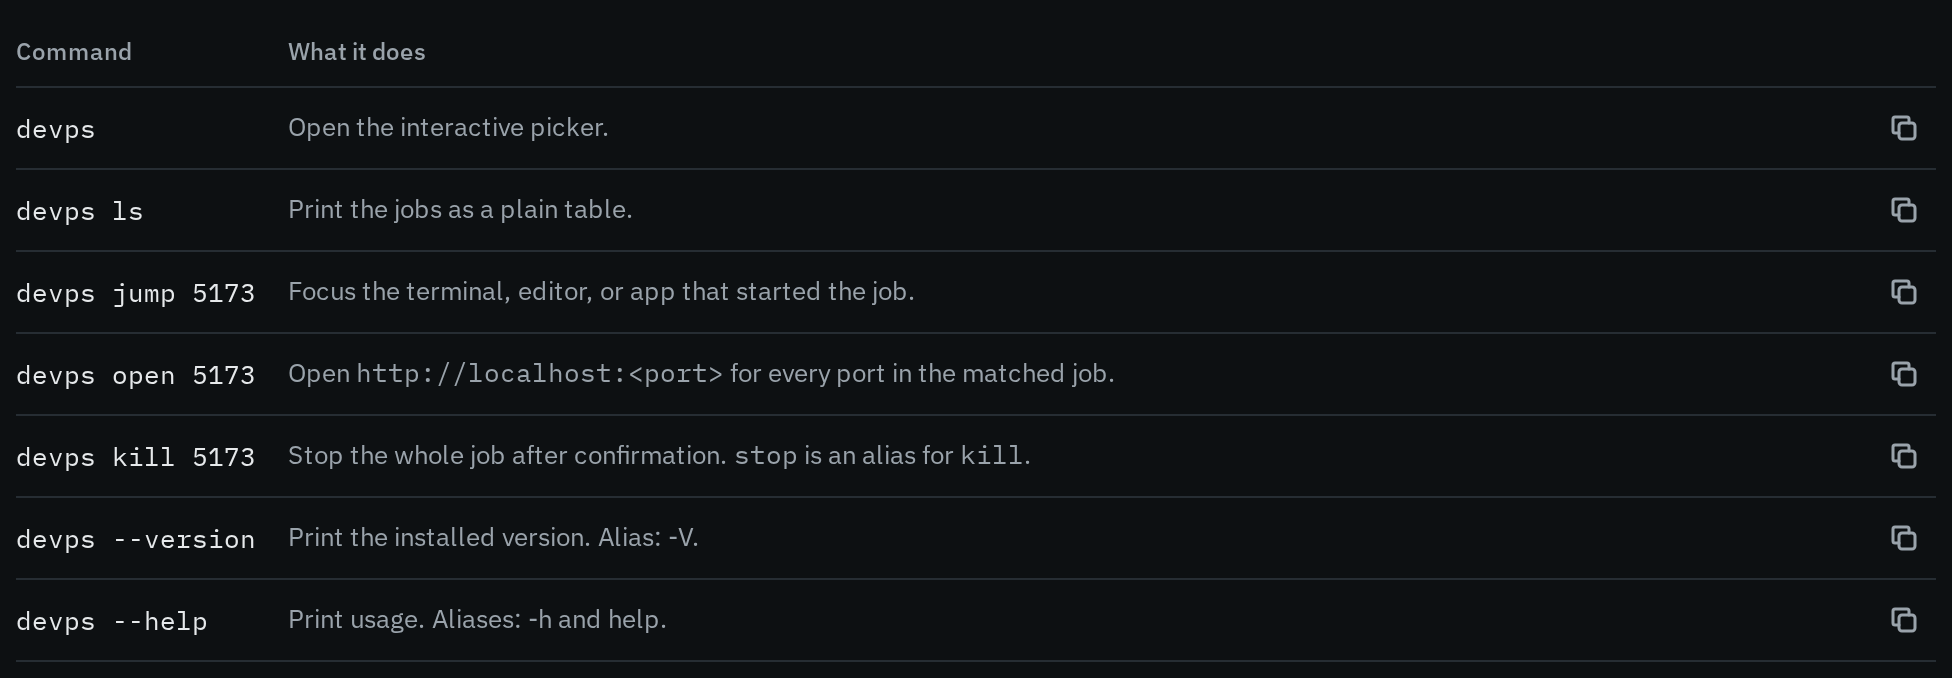 Command What it does
devps Open the interactive picker.
devps ls Print the jobs as a plain table.
devps jump 5173 Focus the terminal, editor, or app that started the job.
devps open 5173 Open http://localhost:<port> for every port in the matched job.
devps kill 5173 Stop the whole job after confirmation. stop is an alias for kill.
devps --version Print the installed version. Alias: -V.
devps --help Print usage. Aliases: -h and help.